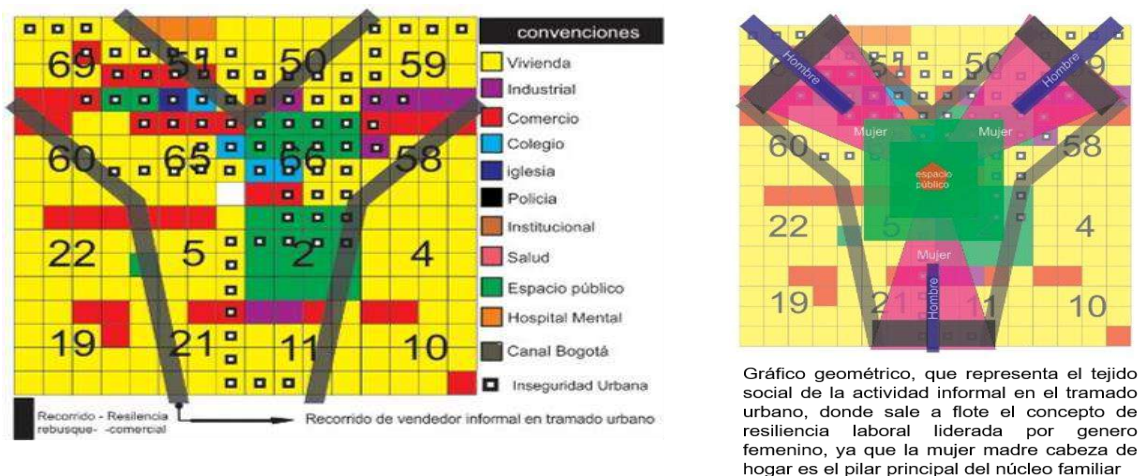 convenciones
Vivienda
Industrial
Comercio
Colegio
iglesia
Policia
Institucional
Salud
Espacio público
Hospital Mental
Canal Bogotá
Inseguridad Urbana
69 51 50 59
60 65 66 58
22 5 2 4
19 21 11 10
Recorrido - Resilencia
rebusque- -comercial
Recorrido de vendedor informal en tramado urbano
Hombre Hombre
51 50
Mujer Mujer
60 58
espacio
público
22 4
Mujer
Hombre
19 21 11 10
Gráfico geométrico, que representa el tejido
social de la actividad informal en el tramado
urbano, donde sale a flote el concepto de
resiliencia laboral liderada por genero
femenino, ya que la mujer madre cabeza de
hogar es el pilar principal del núcleo familiar